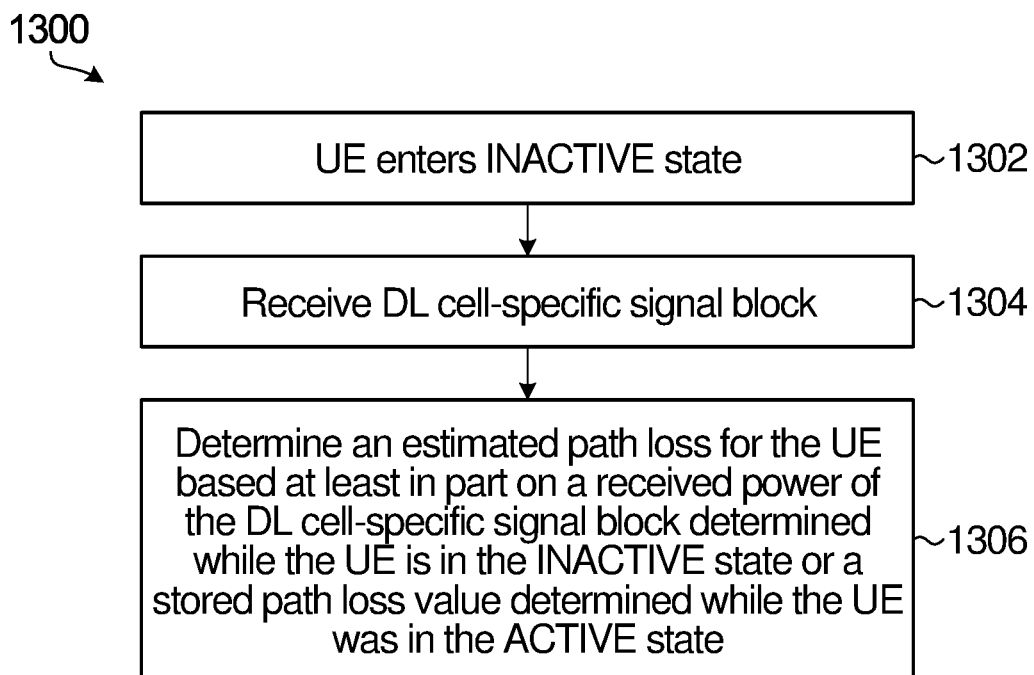 1300
UE enters INACTIVE state
1302
Receive DL cell-specific signal block
1304
Determine an estimated path loss for the UE
based at least in part on a received power of
the DL cell-specific signal block determined
while the UE is in the INACTIVE state or a
stored path loss value determined while the UE
was in the ACTIVE state
1306